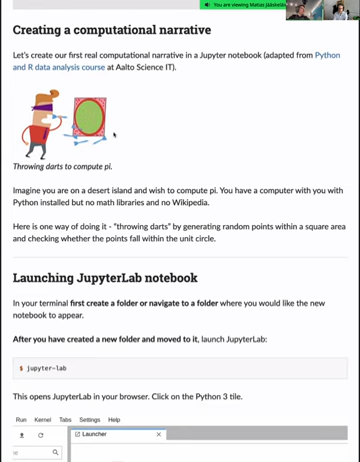 You are viewing Matias Jääskeläin
Creating a computational narrative
Let's create our first real computational narrative in a Jupyter notebook (adapted from Python
and R data analysis course at Aalto Science IT).
Throwing darts to compute pi.
Imagine you are on a desert island and wish to compute pi. You have a computer with you with
Python installed but no math libraries and no Wikipedia.
Here is one way of doing it - "throwing darts" by generating random points within a square area
and checking whether the points fall within the unit circle.
Launching JupyterLab notebook
In your terminal first create a folder or navigate to a folder where you would like the new
notebook to appear.
After you have created a new folder and moved to it, launch JupyterLab:
$ jupyter-lab
This opens JupyterLab in your browser. Click on the Python 3 tile.
Run Kernel Tabs Settings Help
Launcher